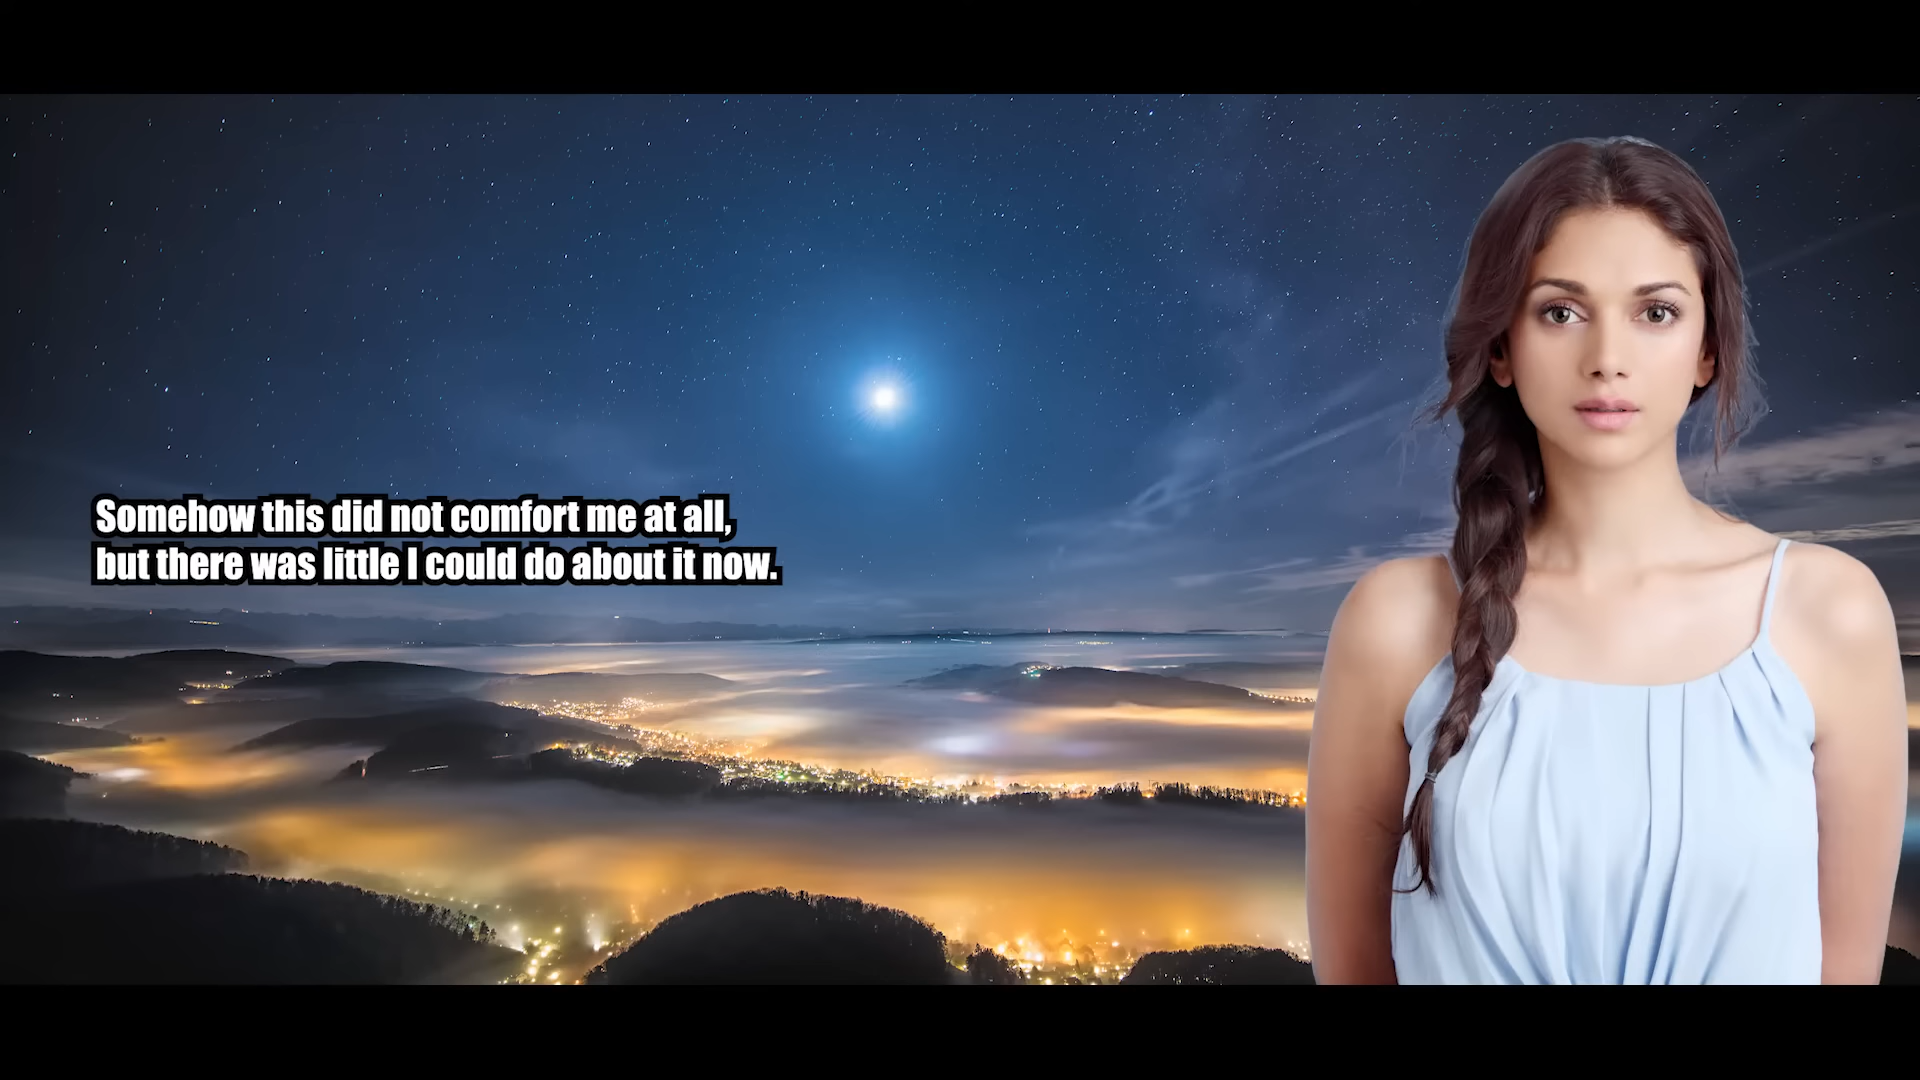 Somehow this did not comfort me at all,
but there was little I could do about it now.